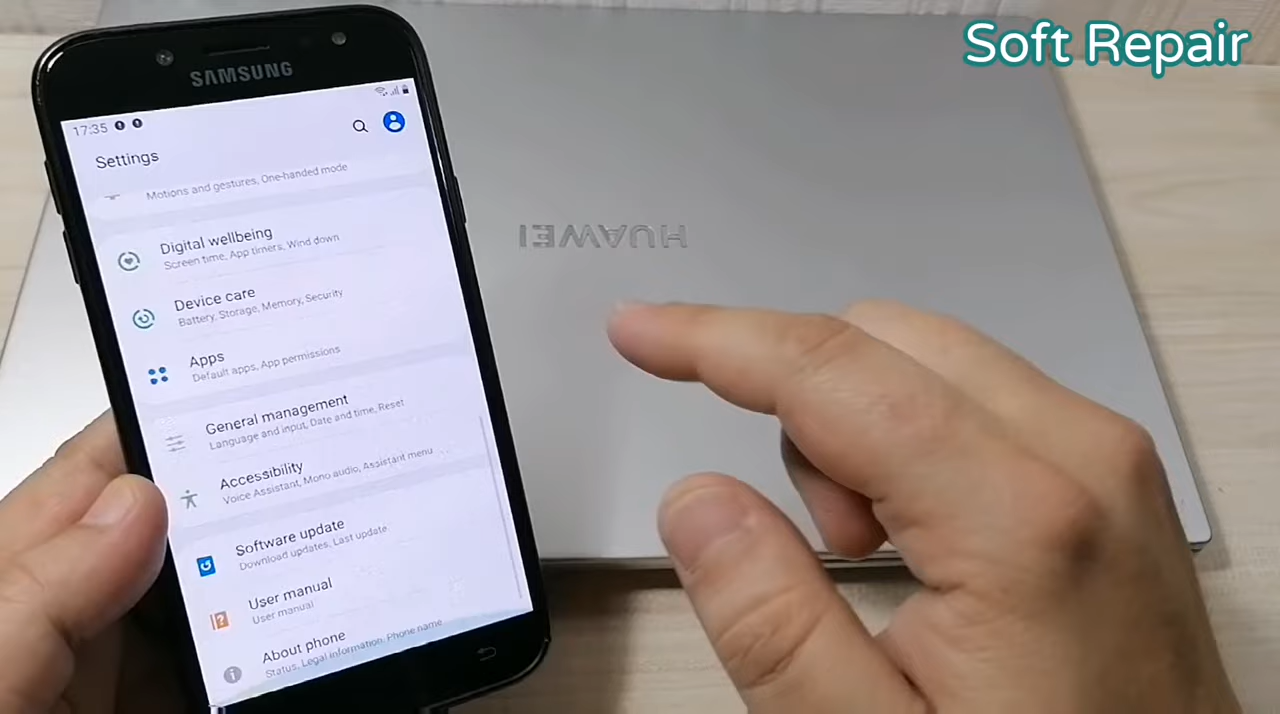 Soft Repair
SAMSUNG
17:35
Settings
Motions and gestures, One-handed mode
Digital wellbeing
Screen time, App timers, Wind down
Device care
Battery, Storage, Memory, Security
Apps
Default apps, App permissions
General management
Language and input, Date and time, Reset
Accessibility
Voice Assistant, Mono audio, Assistant menu
Software update
Download updates, Last update
User manual
User manual
About phone
Status, Legal information, Phone name
HUAWEI